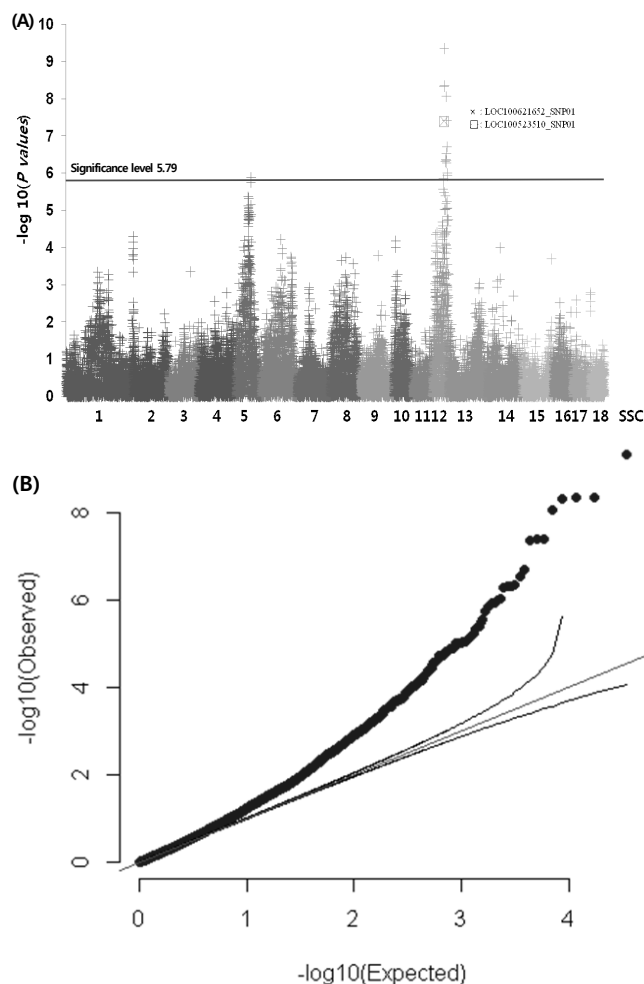 (A)
10
9
8
7
6
5
4
3
2
1
0
-log 10(P values)
× : LOC100621652_SNP01
□ : LOC100523510_SNP01
Significance level 5.79
1 2 3 4 5 6 7 8 9 10 11 12 13 14 15 16 17 18 SSC
(B)
8
6
4
2
0
-log10(Observed)
0 1 2 3 4
-log10(Expected)